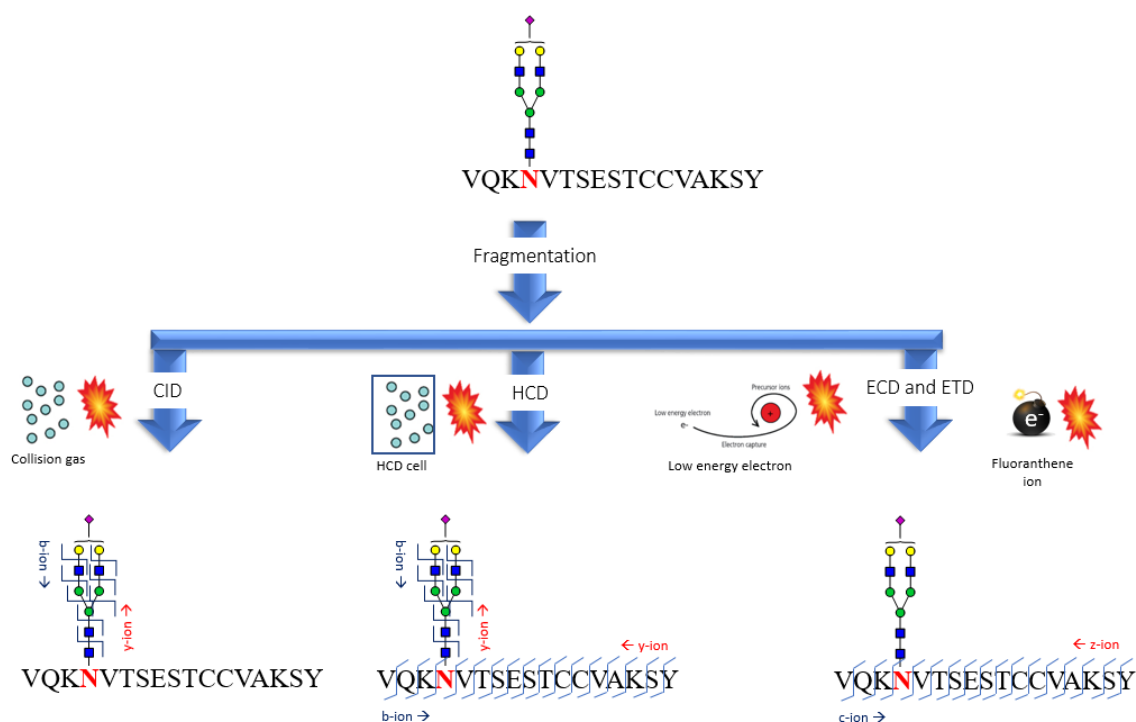 VQKNVTSESTCCVAKSY
Fragmentation
CID
HCD
ECD and ETD
Collision gas
HCD cell
Precursor ions
+
Low energy electron
e-
Electron capture
Low energy electron
e-
Fluoranthene
ion
b-ion →
y-ion →
VQKNVTSESTCCVAKSY
b-ion →
y-ion →
← y-ion
VQKNVTSESTCCVAKSY
b-ion →
← z-ion
VQKNVTSESTCCVAKSY
c-ion →